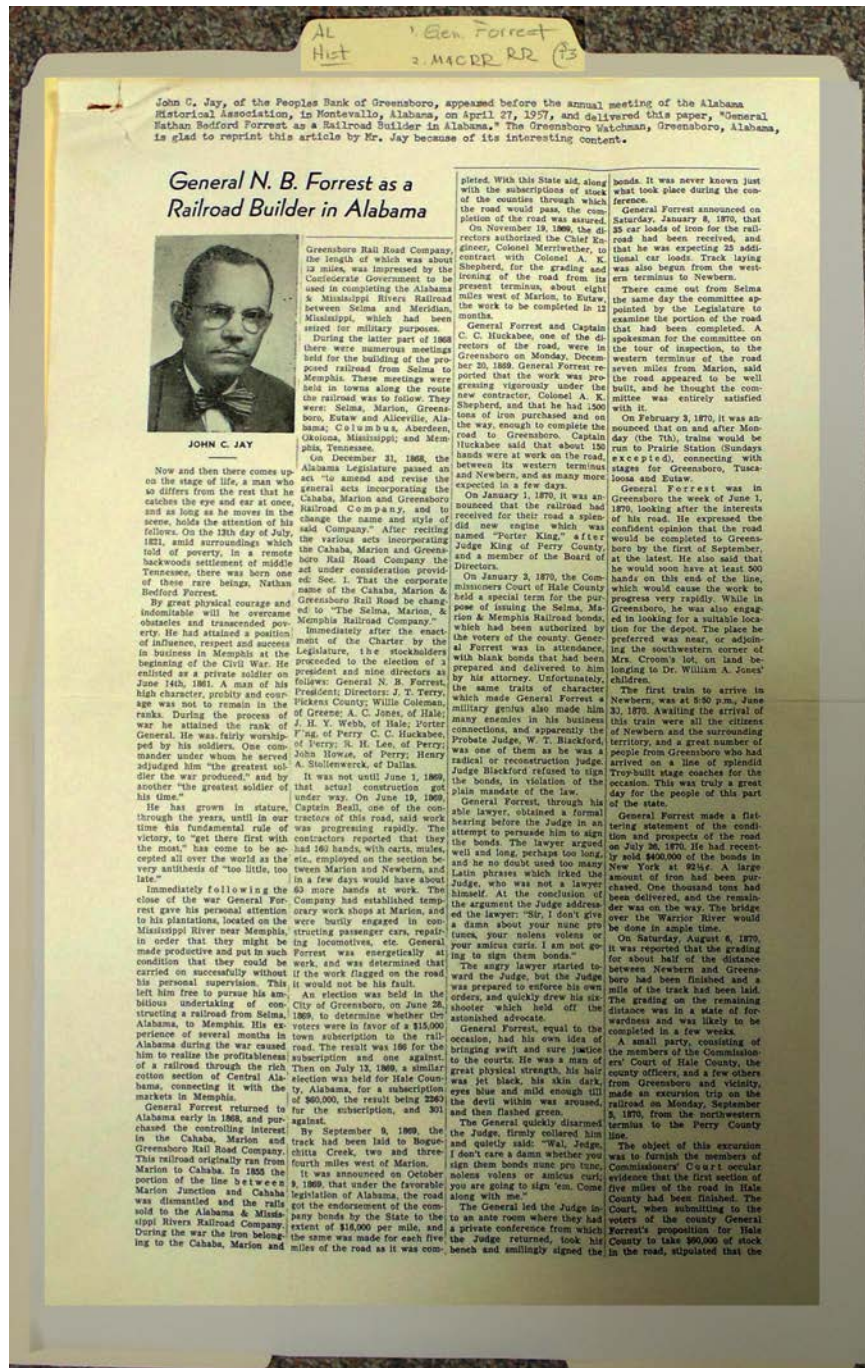 AL
Hist
1. Gen. Forrest
2. M&CRR RR
John C. Jay, of the Peoples Bank of Greensboro, appeared before the annual meeting of the Alabama
Historical Association, in Montevallo, Alabama, on April 27, 1957, and delivered this paper, "General
Nathan Bedford Forrest as a Railroad Builder in Alabama." The Greensboro Watchman, Greensboro, Alabama,
is glad to reprint this article by Mr. Jay because of its interesting content.
General N. B. Forrest as a
Railroad Builder in Alabama
JOHN C. JAY
Now and then there comes up-
on the stage of life, a man who
so differs from the rest that he
catches the eye and ear at once,
and as long as he moves in the
scene, holds the attention of his
fellows. On the 13th day of July,
1821, amid surroundings which
told of poverty, in a remote
backwoods settlement of middle
Tennessee, there was born one
of these rare beings, Nathan
Bedford Forrest.
By great physical courage and
indomitable will he overcame
obstacles and transcended pov-
erty. He had attained a position
of influence, respect and success
in business in Memphis at the
beginning of the Civil War. He
enlisted as a private soldier on
June 14th, 1861. A man of his
high character, probity and cour-
age was not to remain in the
ranks. During the process of
war he attained the rank of
General. He was fairly worship-
ped by his soldiers. One com-
mander under whom he served
adjudged him "the greatest sol-
dier the war produced," and by
another "the greatest soldier of
his time."
He has grown in stature,
through the years, until in our
time his fundamental rule of
victory, to "get there first with
the most," has come to be ac-
cepted all over the world as the
very antithesis of "too little, too
late."
Immediately following the
close of the war General For-
rest gave his personal attention
to his plantations, located on the
Mississippi River near Memphis,
in order that they might be
made productive and put in such
condition that they could be
carried on successfully without
his personal supervision. This
left him free to pursue his am-
bitious undertaking of con-
structing a railroad from Selma,
Alabama, to Memphis. His ex-
perience of several months in
Alabama during the war caused
him to realize the profitableness
of a railroad through the rich
cotton section of Central Ala-
bama, connecting it with the
markets in Memphis.
General Forrest returned to
Alabama early in 1868, and pur-
chased the controlling interest
in the Cahaba, Marion and
Greensboro Rail Road Company.
This railroad originally ran from
Marion to Cahaba. In 1855 the
portion of the line between
Marion Junction and Cahaba
was dismantled and the rails
sold to the Alabama & Missis-
sippi Rivers Railroad Company.
During the war the iron belong-
ing to the Cahaba, Marion and
Greensboro Rail Road Company,
the length of which was about
13 miles, was impressed by the
Confederate Government to be
used in completing the Alabama
& Mississippi Rivers Railroad
between Selma and Meridian,
Mississippi, which had been
seized for military purposes.
During the latter part of 1868
there were numerous meetings
held for the building of the pro-
posed railroad from Selma to
Memphis. These meetings were
held in towns along the route
the railroad was to follow. They
were: Selma, Marion, Greens-
boro, Eutaw and Aliceville, Ala-
bama; Columbus, Aberdeen,
Okolona, Mississippi; and Mem-
phis, Tennessee.
On December 31, 1868, the
Alabama Legislature passed an
act "to amend and revise the
general acts incorporating the
Cahaba, Marion and Greensboro
Railroad Company, and to
change the name and style of
said Company." After reciting
the various acts incorporating
the Cahaba, Marion and Greens-
boro Rail Road Company the
act under consideration provid-
ed: Sec. 1. That the corporate
name of the Cahaba, Marion &
Greensboro Rail Road be chang-
ed to "The Selma, Marion, &
Memphis Railroad Company."
Immediately after the enact-
ment of the Charter by the
Legislature, the stockholders
proceeded to the election of a
president and nine directors as
follows: General N. B. Forrest,
President; Directors: J. T. Terry,
Pickens County; Willie Coleman,
of Greene; A. C. Jones, of Hale;
J. H. Y. Webb, of Hale; Porter
King, of Perry C. C. Huckabee,
of Perry; R. H. Lee, of Perry;
John Howze, of Perry; Henry
A. Stollenwerck, of Dallas.
It was not until June 1, 1869,
that actual construction got
under way. On June 19, 1869,
Captain Beall, one of the con-
tractors of this road, said work
was progressing rapidly. The
contractors reported that they
had 160 hands, with carts, mules,
etc., employed on the section be-
tween Marion and Newbern, and
in a few days would have about
60 more hands at work. The
Company had established temp-
orary work shops at Marion, and
were busily engaged in con-
structing passenger cars, repair-
ing locomotives, etc. General
Forrest was energetically at
work, and was determined that
if the work flagged on the road
it would not be his fault.
An election was held in the
City of Greensboro, on June 28,
1869, to determine whether the
voters were in favor of a $15,000
town subscription to the rail-
road. The result was 166 for the
subscription and one against.
Then on July 13, 1869, a similar
election was held for Hale Coun-
ty, Alabama, for a subscription
of $60,000, the result being 2260
for the subscription, and 301
against.
By September 9, 1869, the
track had been laid to Bogue-
chitta Creek, two and three-
fourth miles west of Marion.
It was announced on October
9, 1869, that under the favorable
legislation of Alabama, the road
got the endorsement of the com-
pany bonds by the State to the
extent of $16,000 per mile, and
the same was made for each five
miles of the road as it was com-
pleted. With this State aid, along
with the subscriptions of stock
of the counties through which
the road would pass, the com-
pletion of the road was assured.
On November 19, 1869, the di-
rectors authorized the Chief En-
gineer, Colonel Merriwether, to
contract with Colonel A. K.
Shepherd, for the grading and
ironing of the road from its
present terminus, about eight
miles west of Marion, to Eutaw,
the work to be completed in 12
months.
General Forrest and Captain
C. C. Huckabee, one of the di-
rectors of the road, were in
Greensboro on Monday, Decem-
ber 20, 1869. General Forrest re-
ported that the work was pro-
gressing vigorously under the
new contractor, Colonel A. K.
Shepherd, and that he had 1500
tons of iron purchased and on
the way, enough to complete the
road to Greensboro. Captain
Huckabee said that about 150
hands were at work on the road,
between its western terminus
and Newbern, and as many more
expected in a few days.
On January 1, 1870, it was an-
nounced that the railroad had
received for their road a splen-
did new engine which was
named "Porter King," after
Judge King of Perry County,
and a member of the Board of
Directors.
On January 3, 1870, the Com-
missioners Court of Hale County
held a special term for the pur-
pose of issuing the Selma, Ma-
rion & Memphis Railroad bonds,
which had been authorized by
the voters of the county. Gener-
al Forrest was in attendance,
with blank bonds that had been
prepared and delivered to him
by his attorney. Unfortunately,
the same traits of character
which made General Forrest a
military genius also made him
many enemies in his business
connections, and apparently the
Probate Judge, W. T. Blackford,
was one of them as he was a
radical or reconstruction judge.
Judge Blackford refused to sign
the bonds, in violation of the
plain mandate of the law.
General Forrest, through his
able lawyer, obtained a formal
hearing before the Judge in an
attempt to persuade him to sign
the bonds. The lawyer argued
well and long, perhaps too long,
and he no doubt used too many
Latin phrases which irked the
Judge, who was not a lawyer
himself. At the conclusion of
the argument the Judge address-
ed the lawyer: "Sir, I don't give
a damn about your nunc pro
tuncs, your nolens volens or
your amicus curis. I am not go-
ing to sign them bonds."
The angry lawyer started to-
ward the Judge, but the Judge
was prepared to enforce his own
orders, and quickly drew his six-
shooter which held off the
astonished advocate.
General Forrest, equal to the
occasion, had his own idea of
bringing swift and sure justice
to the courts. He was a man of
great physical strength, his hair
was jet black, his skin dark,
eyes blue and mild enough till
the devil within was aroused,
and then flashed green.
The General quickly disarmed
the Judge, firmly collared him
and quietly said: "Wal, Jedge,
I don't care a damn whether you
sign them bonds nunc pro tunc,
nolens volens or amicus curi;
you are going to sign 'em. Come
along with me."
The General led the Judge in-
to an ante room where they had
a private conference from which
the Judge returned, took his
bench and smilingly signed the
bonds. It was never known just
what took place during the con-
ference.
General Forrest announced on
Saturday, January 8, 1870, that
35 car loads of iron for the rail-
road had been received, and
that he was expecting 25 addi-
tional car loads. Track laying
was also begun from the west-
ern terminus to Newbern.
There came out from Selma
the same day the committee ap-
pointed by the Legislature to
examine the portion of the road
that had been completed. A
spokesman for the committee on
the tour of inspection, to the
western terminus of the road
seven miles from Marion, said
the road appeared to be well
built, and he thought the com-
mittee was entirely satisfied
with it.
On February 3, 1870, it was an-
nounced that on and after Mon-
day (the 7th), trains would be
run to Prairie Station (Sundays
excepted), connecting with
stages for Greensboro, Tusca-
loosa and Eutaw.
General Forrest was in
Greensboro the week of June 1,
1870, looking after the interests
of his road. He expressed the
confident opinion that the road
would be completed to Greens-
boro by the first of September,
at the latest. He also said that
he would soon have at least 500
hands on this end of the line,
which would cause the work to
progress very rapidly. While in
Greensboro, he was also engag-
ed in looking for a suitable loca-
tion for the depot. The place he
preferred was near, or adjoin-
ing the southwestern corner of
Mrs. Croom's lot, on land be-
longing to Dr. William A. Jones'
children.
The first train to arrive in
Newbern, was at 5:50 p.m., June
30, 1870. Awaiting the arrival of
this train were all the citizens
of Newbern and the surrounding
territory, and a great number of
people from Greensboro who had
arrived on a line of splendid
Troy-built stage coaches for the
occasion. This was truly a great
day for the people of this part
of the state.
General Forrest made a flat-
tering statement of the condi-
tion and prospects of the road
on July 26, 1870. He had recent-
ly sold $400,000 of the bonds in
New York at 92½¢. A large
amount of iron had been pur-
chased. One thousand tons had
been delivered, and the remain-
der was on the way. The bridge
over the Warrior River would
be done in ample time.
On Saturday, August 6, 1870,
it was reported that the grading
for about half of the distance
between Newbern and Greens-
boro had been finished and a
mile of the track had been laid.
The grading on the remaining
distance was in a state of for-
wardness and was likely to be
completed in a few weeks.
A small party, consisting of
the members of the Commission-
ers' Court of Hale County, the
county officers, and a few others
from Greensboro and vicinity,
made an excursion trip on the
railroad on Monday, September
5, 1870, from the northwestern
termius to the Perry County
line.
The object of this excursion
was to furnish the members of
Commissioners' Court occular
evidence that the first section of
five miles of the road in Hale
County had been finished. The
Court, when submitting to the
voters of the county General
Forrest's proposition for Hale
County to take $60,000 of stock
in the road, stipulated that the